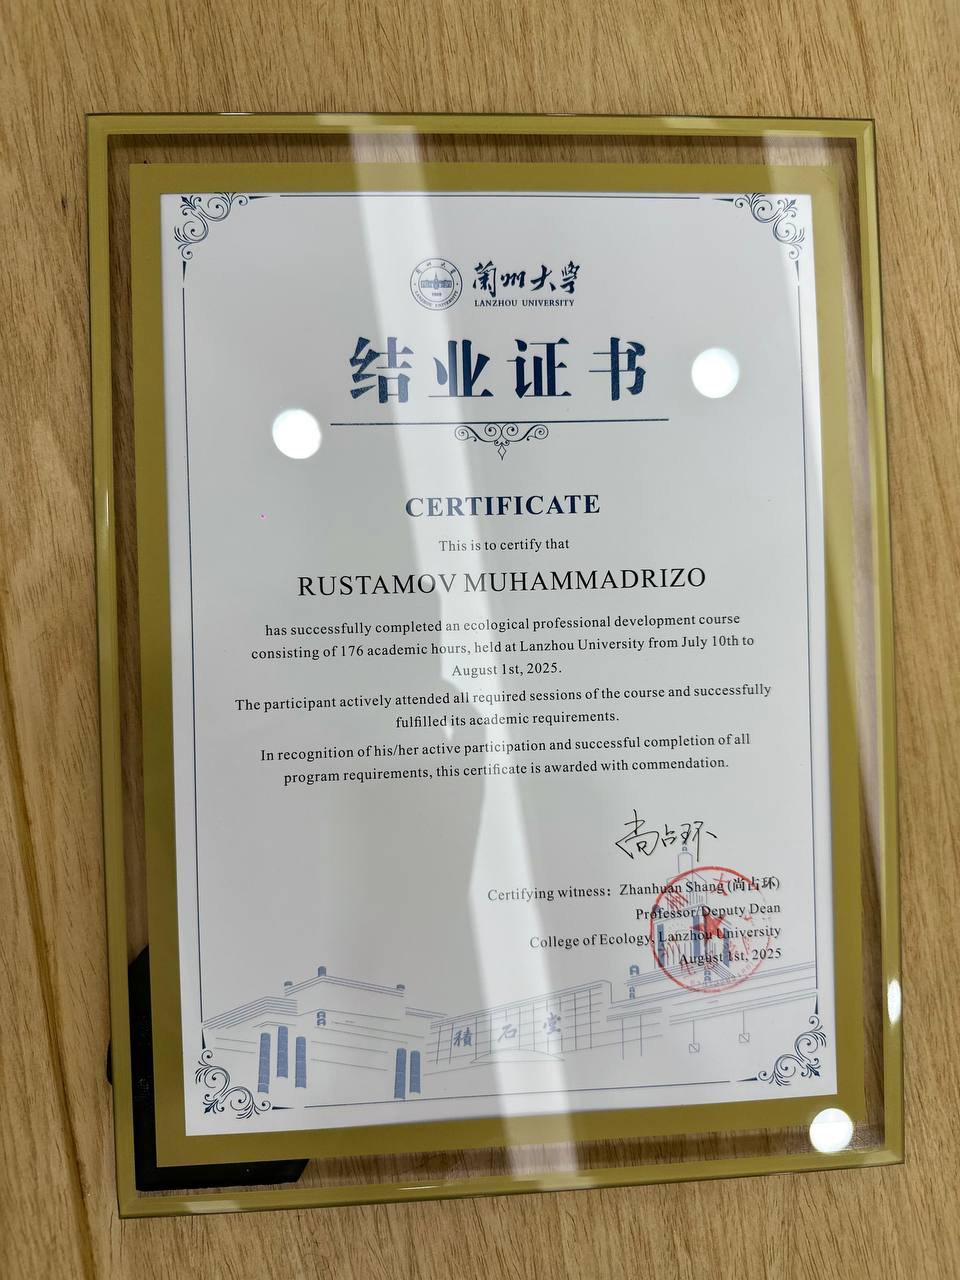 兰州大学
LANZHOU UNIVERSITY
结业证书
CERTIFICATE
This is to certify that
RUSTAMOV MUHAMMADRIZO
has successfully completed an ecological professional development course
consisting of 176 academic hours, held at Lanzhou University from July 10th to
August 1st, 2025.
The participant actively attended all required sessions of the course and successfully
fulfilled its academic requirements.
In recognition of his/her active participation and successful completion of all
program requirements, this certificate is awarded with commendation.
尚占环
Certifying witness: Zhanhuan Shang (尚占环)
Professor/Deputy Dean
College of Ecology, Lanzhou University
August 1st, 2025
積石堂